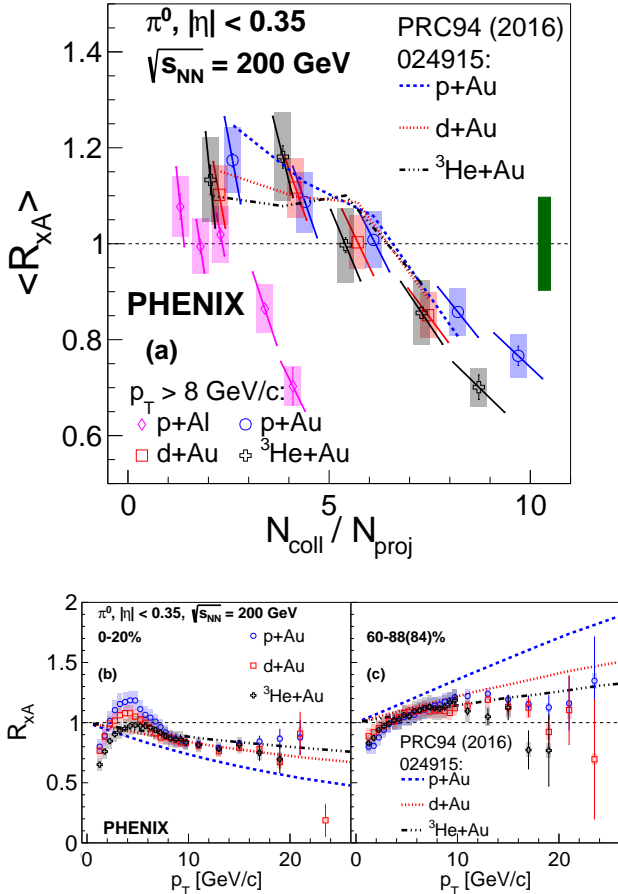 π⁰, |η| < 0.35
√s_NN = 200 GeV
PRC94 (2016)
024915:
p+Au
d+Au
³He+Au
1.4
1.2
1
0.8
0.6
<R_xA>
PHENIX
(a)
p_T > 8 GeV/c:
p+Al
p+Au
d+Au
³He+Au
0
5
10
N_coll / N_proj
2
1.5
1
0.5
0
R_xA
π⁰, |η| < 0.35, √s_NN = 200 GeV
0-20%
p+Au
d+Au
³He+Au
(b)
PHENIX
0
10
20
p_T [GeV/c]
60-88(84)%
(c)
PRC94 (2016)
024915:
p+Au
d+Au
³He+Au
0
10
20
p_T [GeV/c]